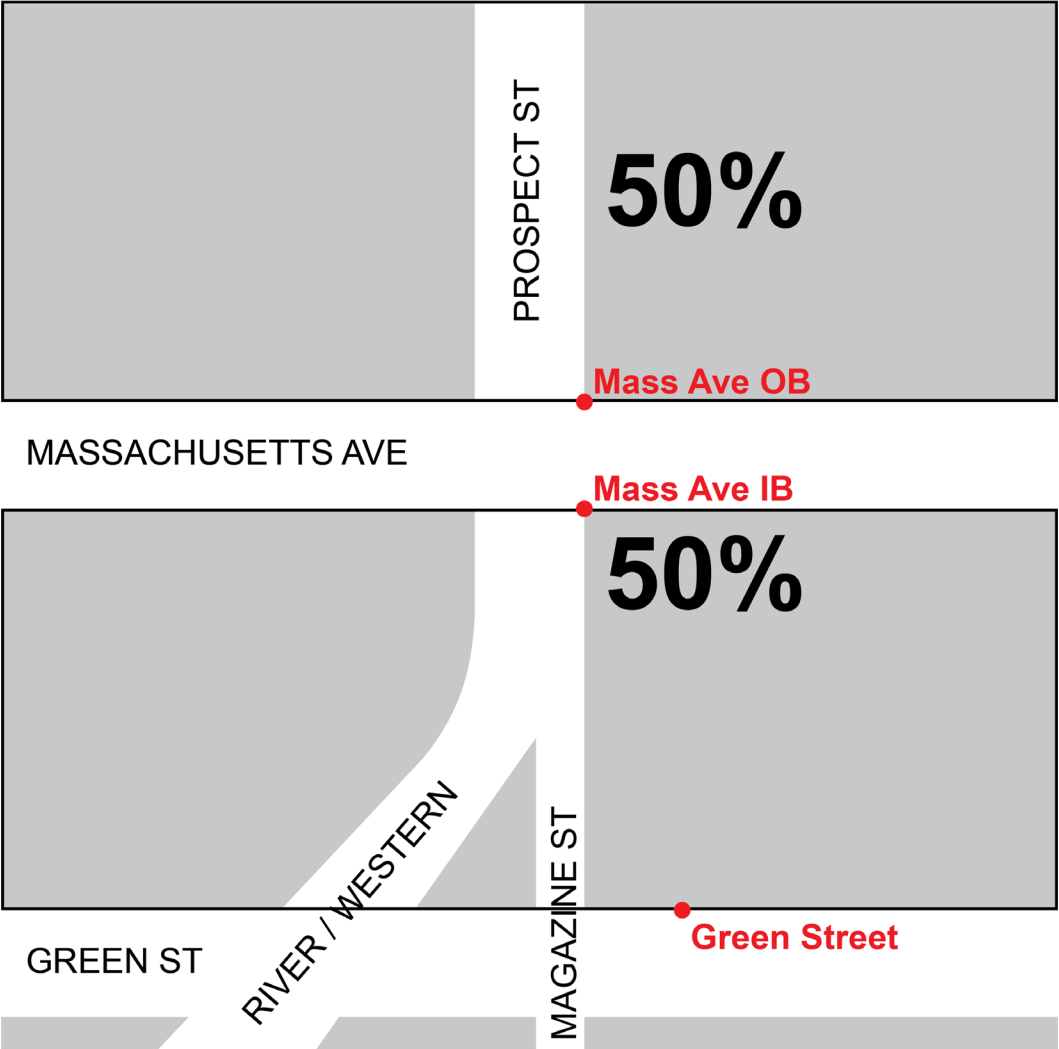 PROSPECT ST
50%
Mass Ave OB
MASSACHUSETTS AVE
Mass Ave IB
50%
RIVER / WESTERN
MAGAZINE ST
Green Street
GREEN ST